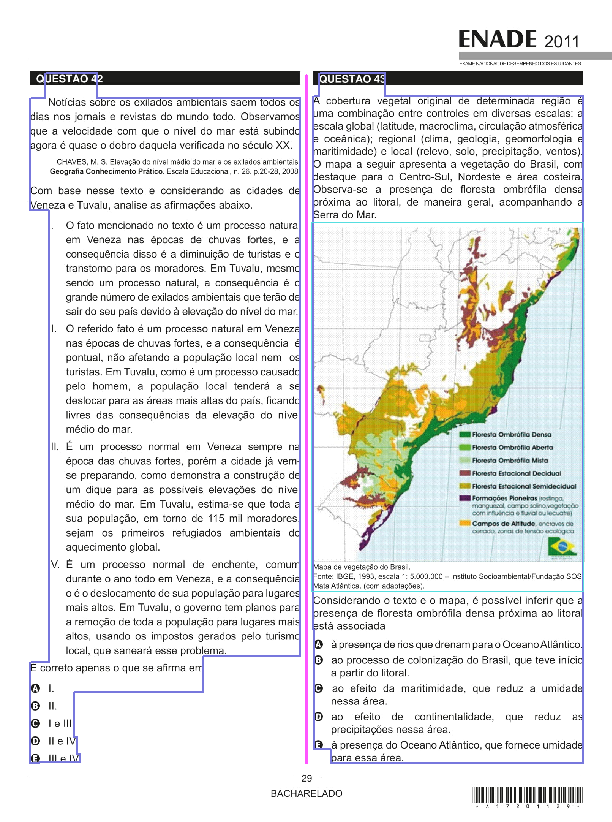 ENADE 2011
EXAME NACIONAL DE DESEMPENHO DOS ESTUDANTES
QUESTÃO 42
Notícias sobre os exilados ambientais saem todos os
dias nos jornais e revistas do mundo todo. Observamos
que a velocidade com que o nível do mar está subindo
agora é quase o dobro daquela verificada no século XX.
CHAVES, M. S. Elevação do nível médio do mar e os exilados ambientais.
Geografia Conhecimento Prático. Escala Educacional, n. 26. p.20-28, 2008
Com base nesse texto e considerando as cidades de
Veneza e Tuvalu, analise as afirmações abaixo.
I. O fato mencionado no texto é um processo natural
em Veneza nas épocas de chuvas fortes, e a
consequência disso é a diminuição de turistas e o
transtorno para os moradores. Em Tuvalu, mesmo
sendo um processo natural, a consequência é o
grande número de exilados ambientais que terão de
sair do seu país devido à elevação do nível do mar.
II. O referido fato é um processo natural em Veneza
nas épocas de chuvas fortes, e a consequência é
pontual, não afetando a população local nem os
turistas. Em Tuvalu, como é um processo causado
pelo homem, a população local tenderá a se
deslocar para as áreas mais altas do país, ficando
livres das consequências da elevação do nível
médio do mar.
III. É um processo normal em Veneza sempre na
época das chuvas fortes, porém a cidade já vem-
se preparando, como demonstra a construção de
um dique para as possíveis elevações do nível
médio do mar. Em Tuvalu, estima-se que toda a
sua população, em torno de 115 mil moradores,
sejam os primeiros refugiados ambientais do
aquecimento global.
IV. É um processo normal de enchente, comum
durante o ano todo em Veneza, e a consequência
o é o deslocamento de sua população para lugares
mais altos. Em Tuvalu, o governo tem planos para
a remoção de toda a população para lugares mais
altos, usando os impostos gerados pelo turismo
local, que saneará esse problema.
É correto apenas o que se afirma em
A I.
B II.
C I e III
D II e IV
E III e IV
QUESTÃO 43
A cobertura vegetal original de determinada região é
uma combinação entre controles em diversas escalas: a
escala global (latitude, macroclima, circulação atmosférica
e oceânica); regional (clima, geologia, geomorfologia e
maritimidade) e local (relevo, solo, precipitação, ventos).
O mapa a seguir apresenta a vegetação do Brasil, com
destaque para o Centro-Sul, Nordeste e área costeira.
Observa-se a presença de floresta ombrófila densa
próxima ao litoral, de maneira geral, acompanhando a
Serra do Mar.
Floresta Ombrófila Densa
Floresta Ombrófila Aberta
Floresta Ombrófila Mista
Floresta Estacional Decidual
Floresta Estacional Semidecidual
Formações Pioneiras (restinga,
manguezal, campo salino,vegetação
com influência e fluvial ou lacustre)
Campos de Altitude, enclaves de
cerrado, zonas de tensão ecológica
Mapa de vegetação do Brasil.
Fonte: IBGE, 1993, escala 1: 5.000.000 – Instituto Socioambiental/Fundação SOS
Mata Atlântica. (com adaptações).
Considerando o texto e o mapa, é possível inferir que a
presença de floresta ombrófila densa próxima ao litoral
está associada
A à presença de rios que drenam para o Oceano Atlântico.
B ao processo de colonização do Brasil, que teve início
a partir do litoral.
C ao efeito da maritimidade, que reduz a umidade
nessa área.
D ao efeito de continentalidade, que reduz as
precipitações nessa área.
E à presença do Oceano Atlântico, que fornece umidade
para essa área.
29
BACHARELADO